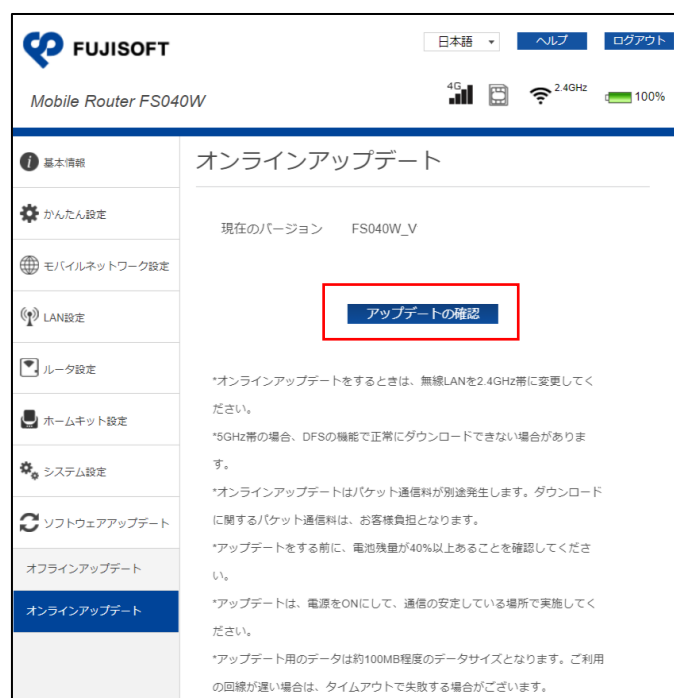 FUJISOFT
日本語
ヘルプ
ログアウト
Mobile Router FS040W
4G
2.4GHz
100%
基本情報
かんたん設定
モバイルネットワーク設定
LAN設定
ルータ設定
ホームキット設定
システム設定
ソフトウェアアップデート
オフラインアップデート
オンラインアップデート
オンラインアップデート
現在のバージョン FS040W_V
アップデートの確認
*オンラインアップデートをするときは、無線LANを2.4GHz帯に変更してく
ださい。
*5GHz帯の場合、DFSの機能で正常にダウンロードできない場合がありま
す。
*オンラインアップデートはパケット通信料が別途発生します。ダウンロード
に関するパケット通信料は、お客様負担となります。
*アップデートをする前に、電池残量が40%以上あることを確認してくださ
い。
*アップデートは、電源をONにして、通信の安定している場所で実施してく
ださい。
*アップデート用のデータは約100MB程度のデータサイズとなります。ご利用
の回線が遅い場合は、タイムアウトで失敗する場合がございます。